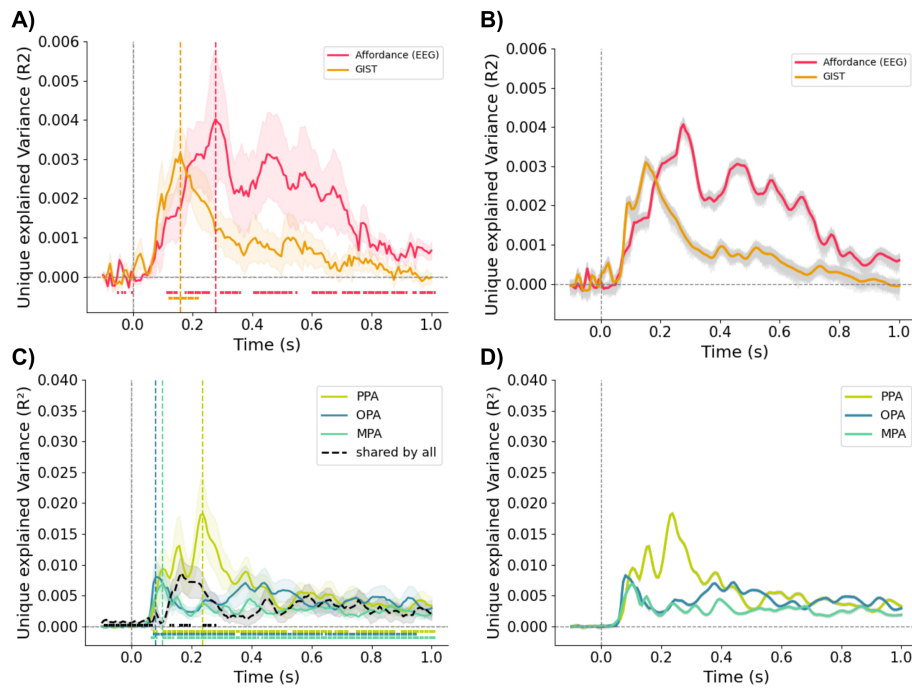 A)
B)
0.006
0.005
0.004
0.003
0.002
0.001
0.000
Unique explained Variance (R2)
Affordance (EEG)
GIST
0.0 0.2 0.4 0.6 0.8 1.0
Time (s)
0.006
0.005
0.004
0.003
0.002
0.001
0.000
Unique explained Variance (R2)
Affordance (EEG)
GIST
0.0 0.2 0.4 0.6 0.8 1.0
Time (s)
C)
D)
0.040
0.035
0.030
0.025
0.020
0.015
0.010
0.005
0.000
Unique explained Variance (R²)
PPA
OPA
MPA
shared by all
0.0 0.2 0.4 0.6 0.8 1.0
Time (s)
0.040
0.035
0.030
0.025
0.020
0.015
0.010
0.005
0.000
Unique explained Variance (R²)
PPA
OPA
MPA
0.0 0.2 0.4 0.6 0.8 1.0
Time (s)